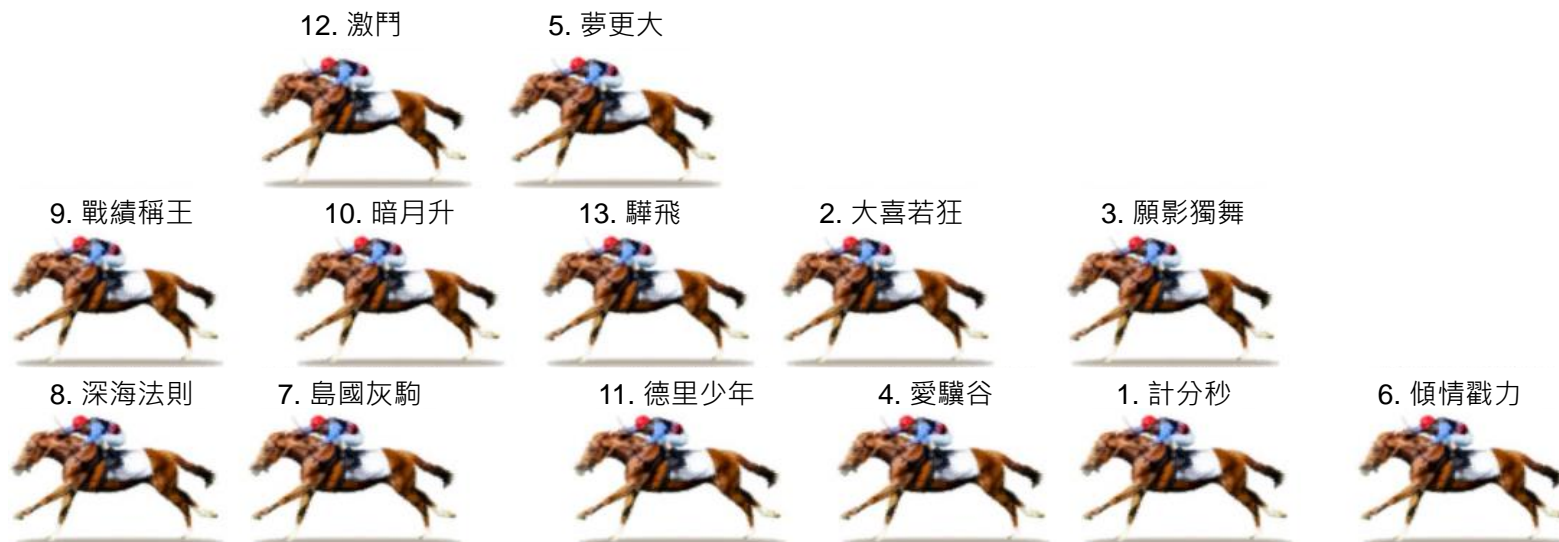 12. 激鬥 5. 夢更大
9. 戰績稱王 10. 暗月升 13. 驊飛 2. 大喜若狂 3. 願影獨舞
8. 深海法則 7. 島國灰駒 11. 德里少年 4. 愛驥谷 1. 計分秒 6. 傾情戳力